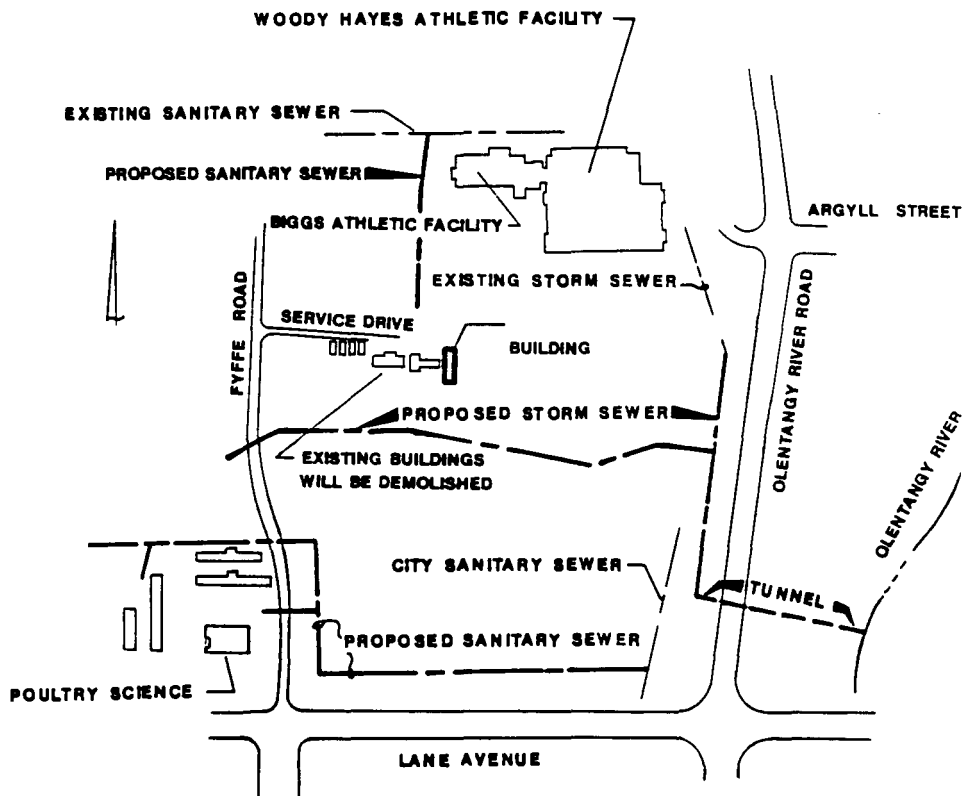 WOODY HAYES ATHLETIC FACILITY
EXISTING SANITARY SEWER
PROPOSED SANITARY SEWER
BIGGS ATHLETIC FACILITY
ARGYLL STREET
EXISTING STORM SEWER
FYFFE ROAD
SERVICE DRIVE
BUILDING
OLENTANGY RIVER ROAD
PROPOSED STORM SEWER
EXISTING BUILDINGS
WILL BE DEMOLISHED
OLENTANGY RIVER
CITY SANITARY SEWER
TUNNEL
PROPOSED SANITARY SEWER
POULTRY SCIENCE
LANE AVENUE